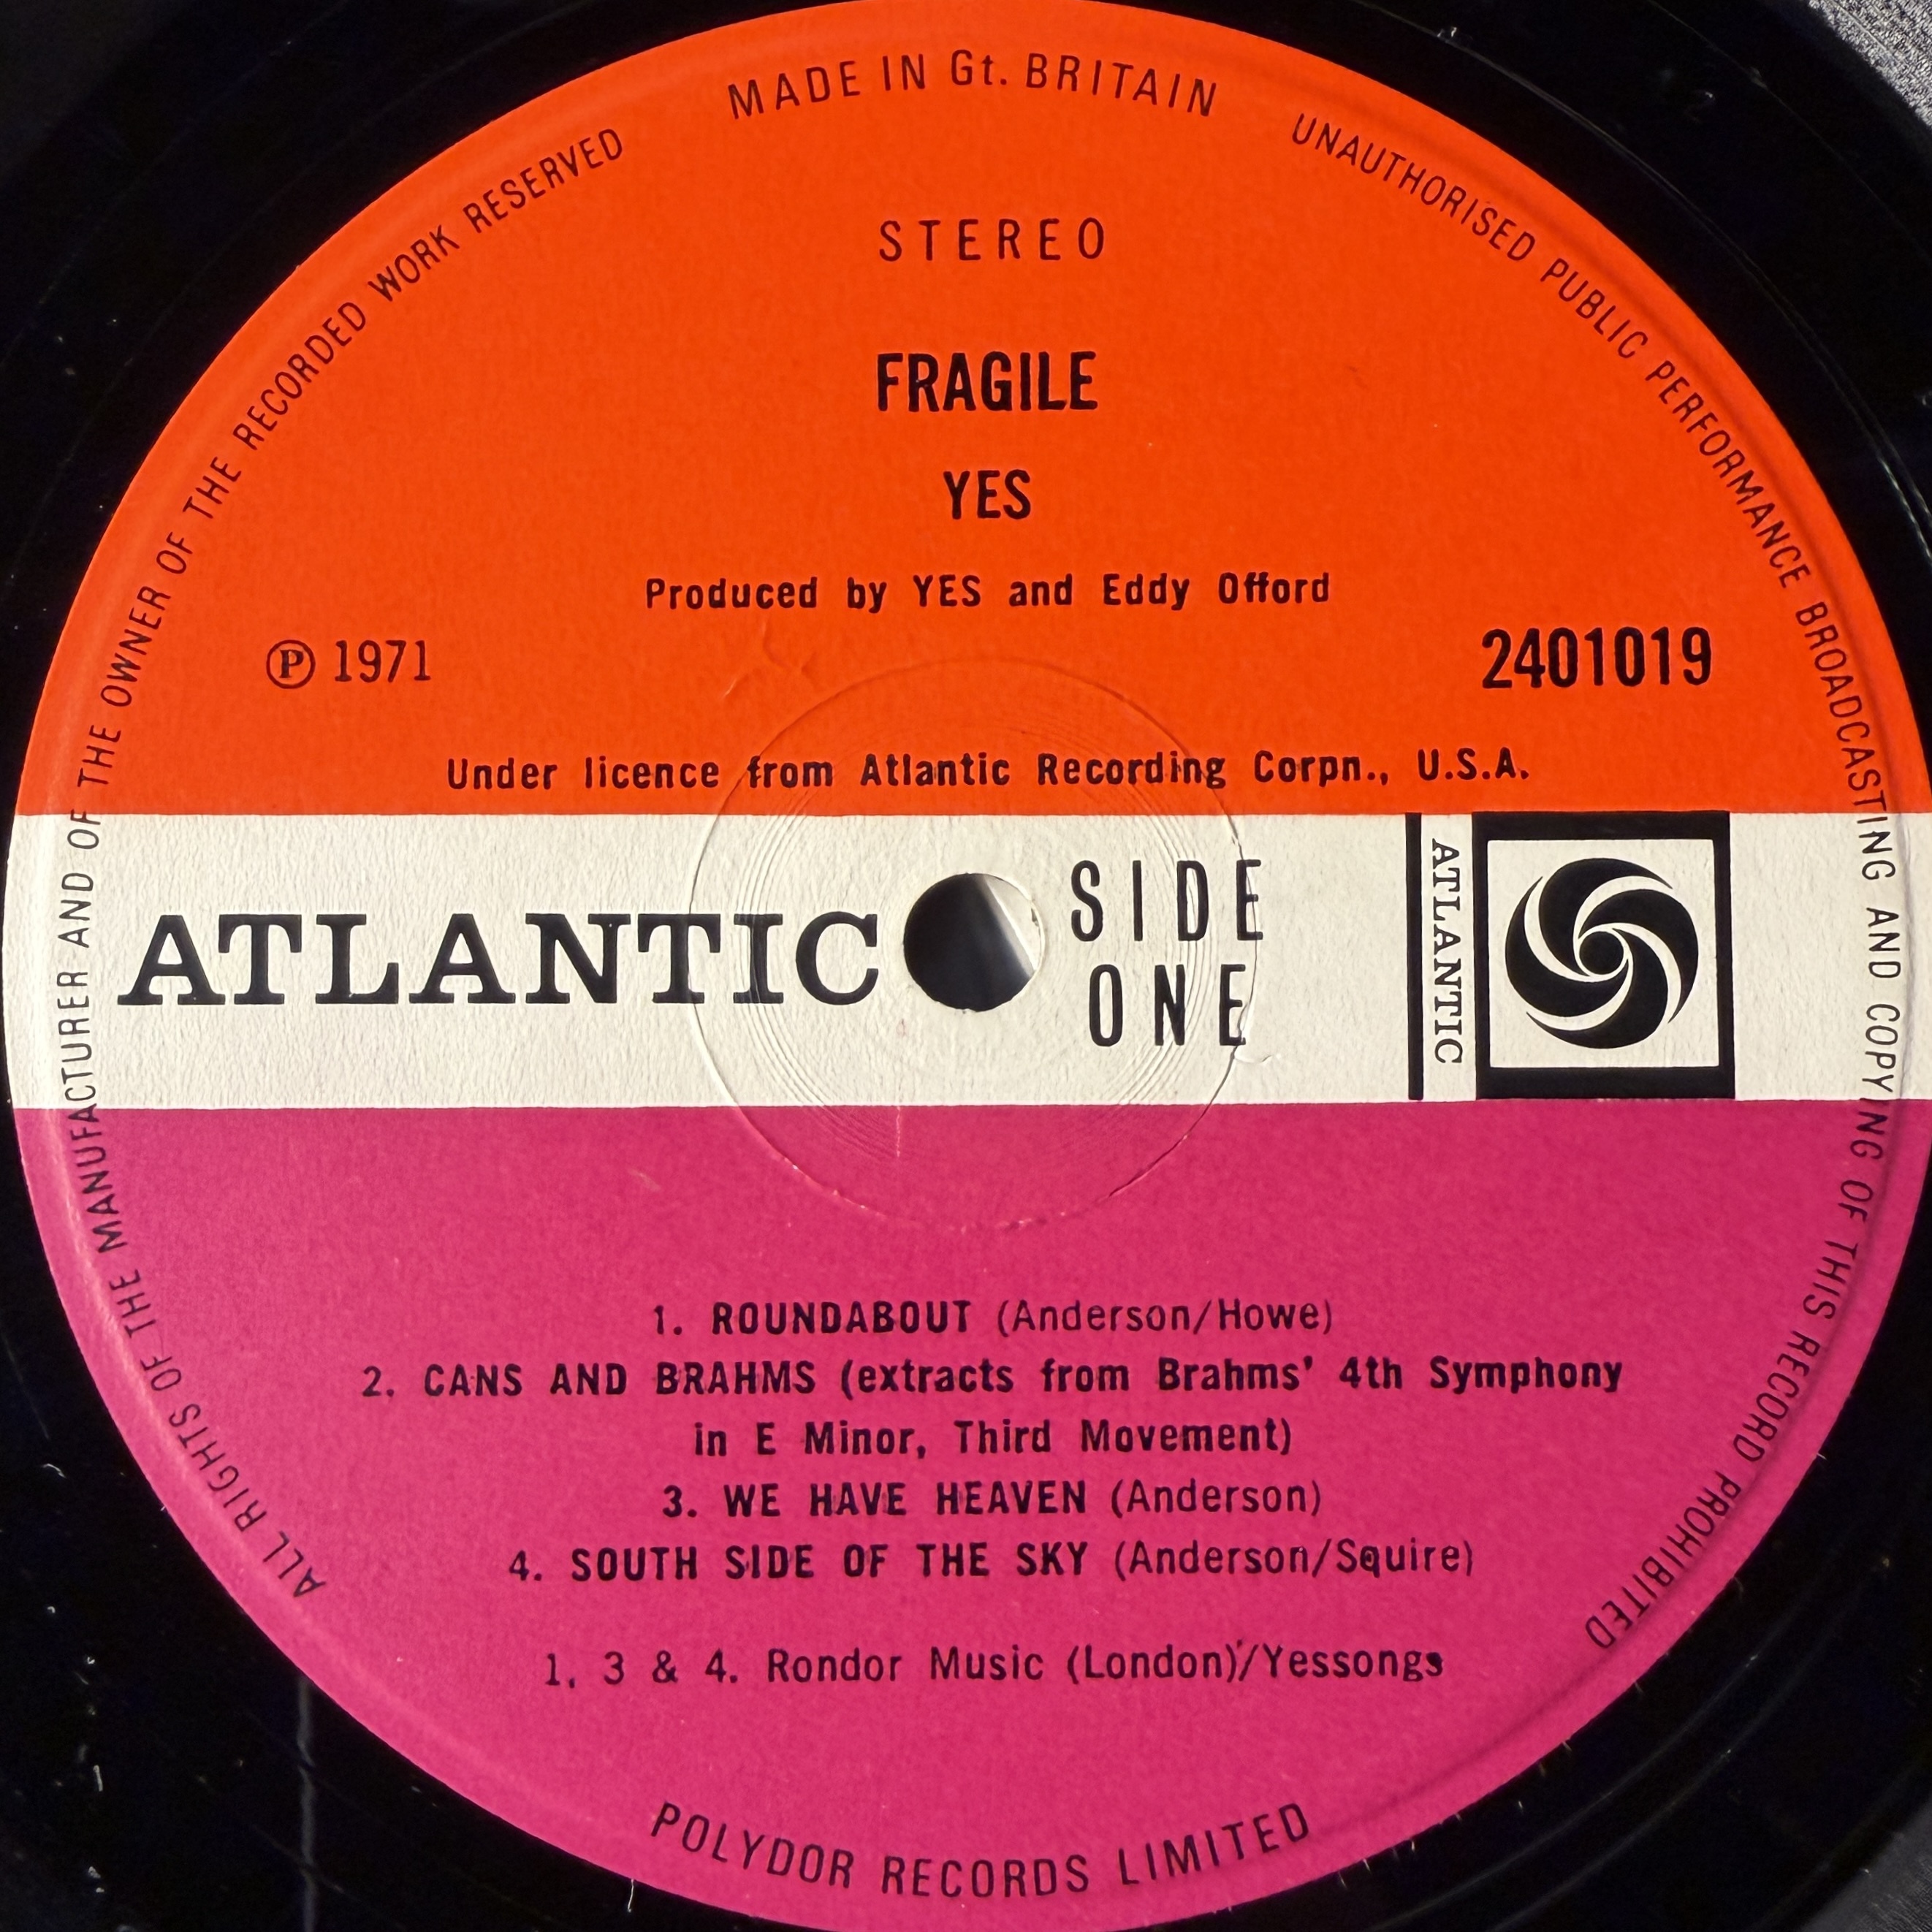 MADE IN Gt. BRITAIN
UNAUTHORISED PUBLIC PERFORMANCE BROADCASTING AND COPYING OF THIS RECORD PROHIBITED
ALL RIGHTS OF THE MANUFACTURER AND OF THE OWNER OF THE RECORDED WORK RESERVED
STEREO
FRAGILE
YES
Produced by YES and Eddy Offord
Ⓟ 1971
2401019
Under licence from Atlantic Recording Corpn., U.S.A.
ATLANTIC
SIDE
ONE
ATLANTIC
1. ROUNDABOUT (Anderson/Howe)
2. CANS AND BRAHMS (extracts from Brahms' 4th Symphony
in E Minor, Third Movement)
3. WE HAVE HEAVEN (Anderson)
4. SOUTH SIDE OF THE SKY (Anderson/Squire)
1, 3 & 4. Rondor Music (London)/Yessongs
POLYDOR RECORDS LIMITED